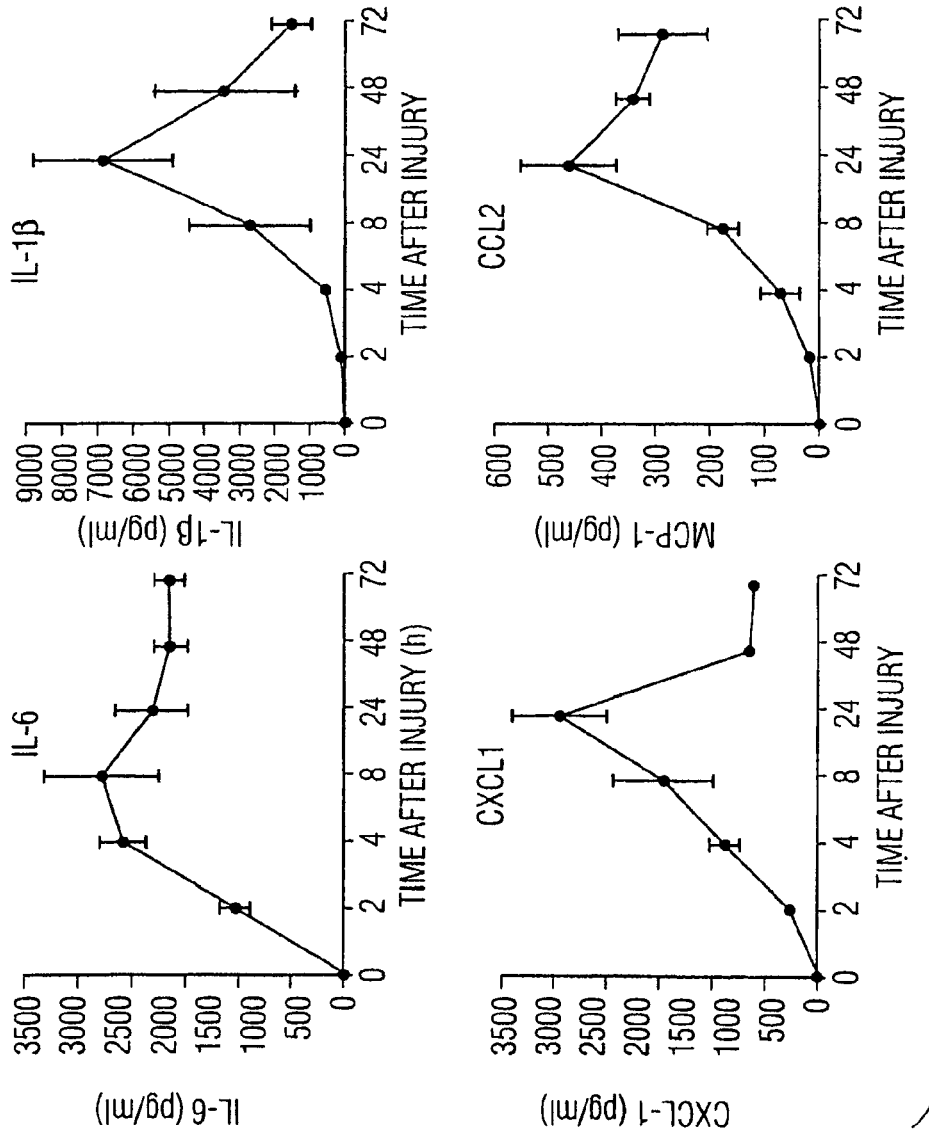 IL-6
IL-6 (pg/ml)
3500
3000
2500
2000
1500
1000
500
0
0 2 4 8 24 48 72
TIME AFTER INJURY (h)
IL-1β
IL-1β (pg/ml)
9000
8000
7000
6000
5000
4000
3000
2000
1000
0
0 2 4 8 24 48 72
TIME AFTER INJURY
CXCL1
CXCL-1 (pg/ml)
3500
3000
2500
2000
1500
1000
500
0
0 2 4 8 24 48 72
TIME AFTER INJURY
CCL2
MCP-1 (pg/ml)
600
500
400
300
200
100
0
0 2 4 8 24 48 72
TIME AFTER INJURY